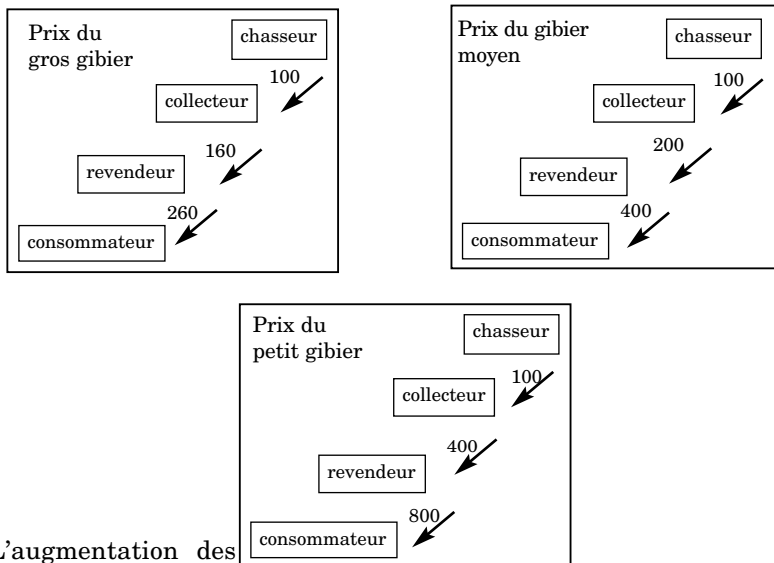 Prix du
gros gibier
chasseur
100
collecteur
160
revendeur
260
consommateur
Prix du gibier
moyen
chasseur
100
collecteur
200
revendeur
400
consommateur
Prix du
petit gibier
chasseur
100
collecteur
400
revendeur
800
consommateur
L'augmentation des